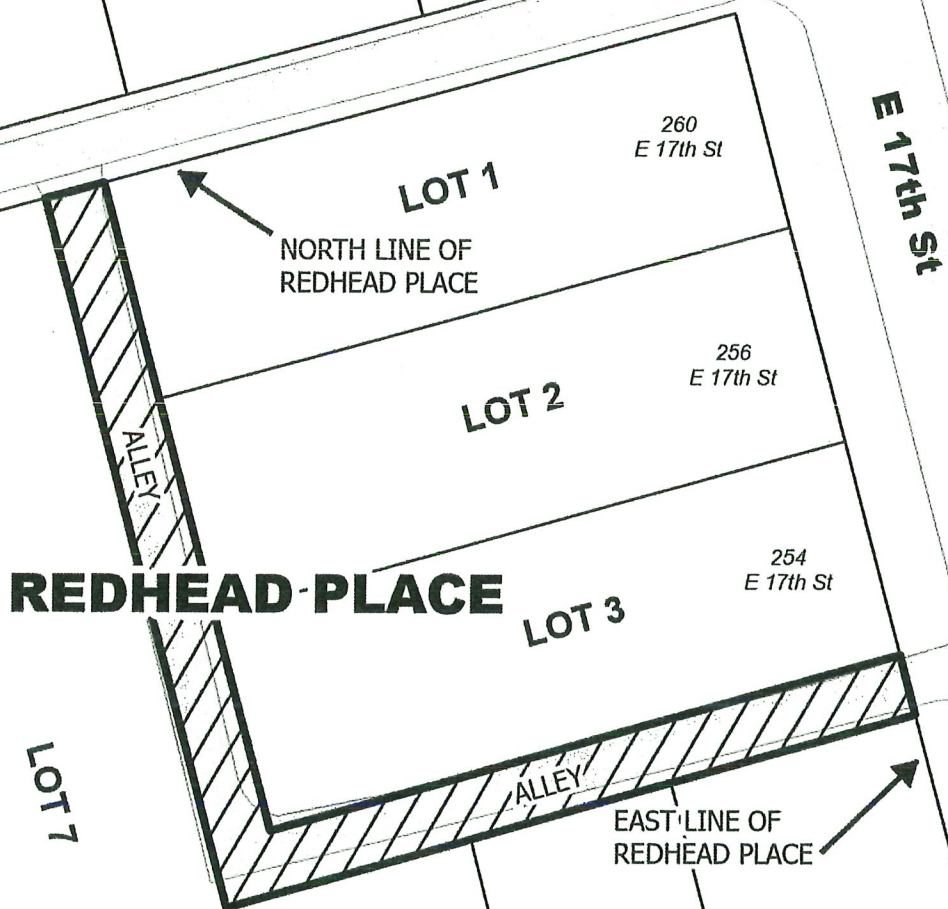 260
E 17th St
E 17th St
LOT 1
NORTH LINE OF
REDHEAD PLACE
256
E 17th St
LOT 2
ALLEY
254
E 17th St
REDHEAD PLACE
LOT 3
LOT 7
ALLEY
EAST LINE OF
REDHEAD PLACE